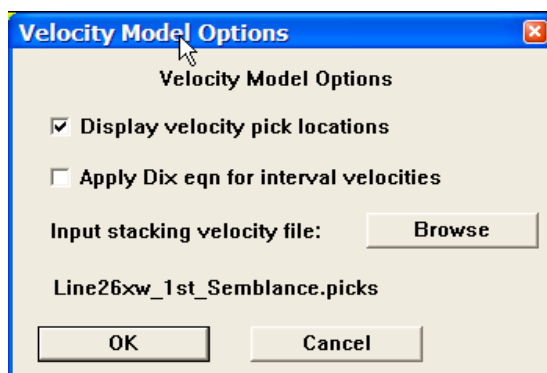 Velocity Model Options
Velocity Model Options
Display velocity pick locations
Apply Dix eqn for interval velocities
Input stacking velocity file: Browse
Line26xw_1st_Semblance.picks
OK Cancel